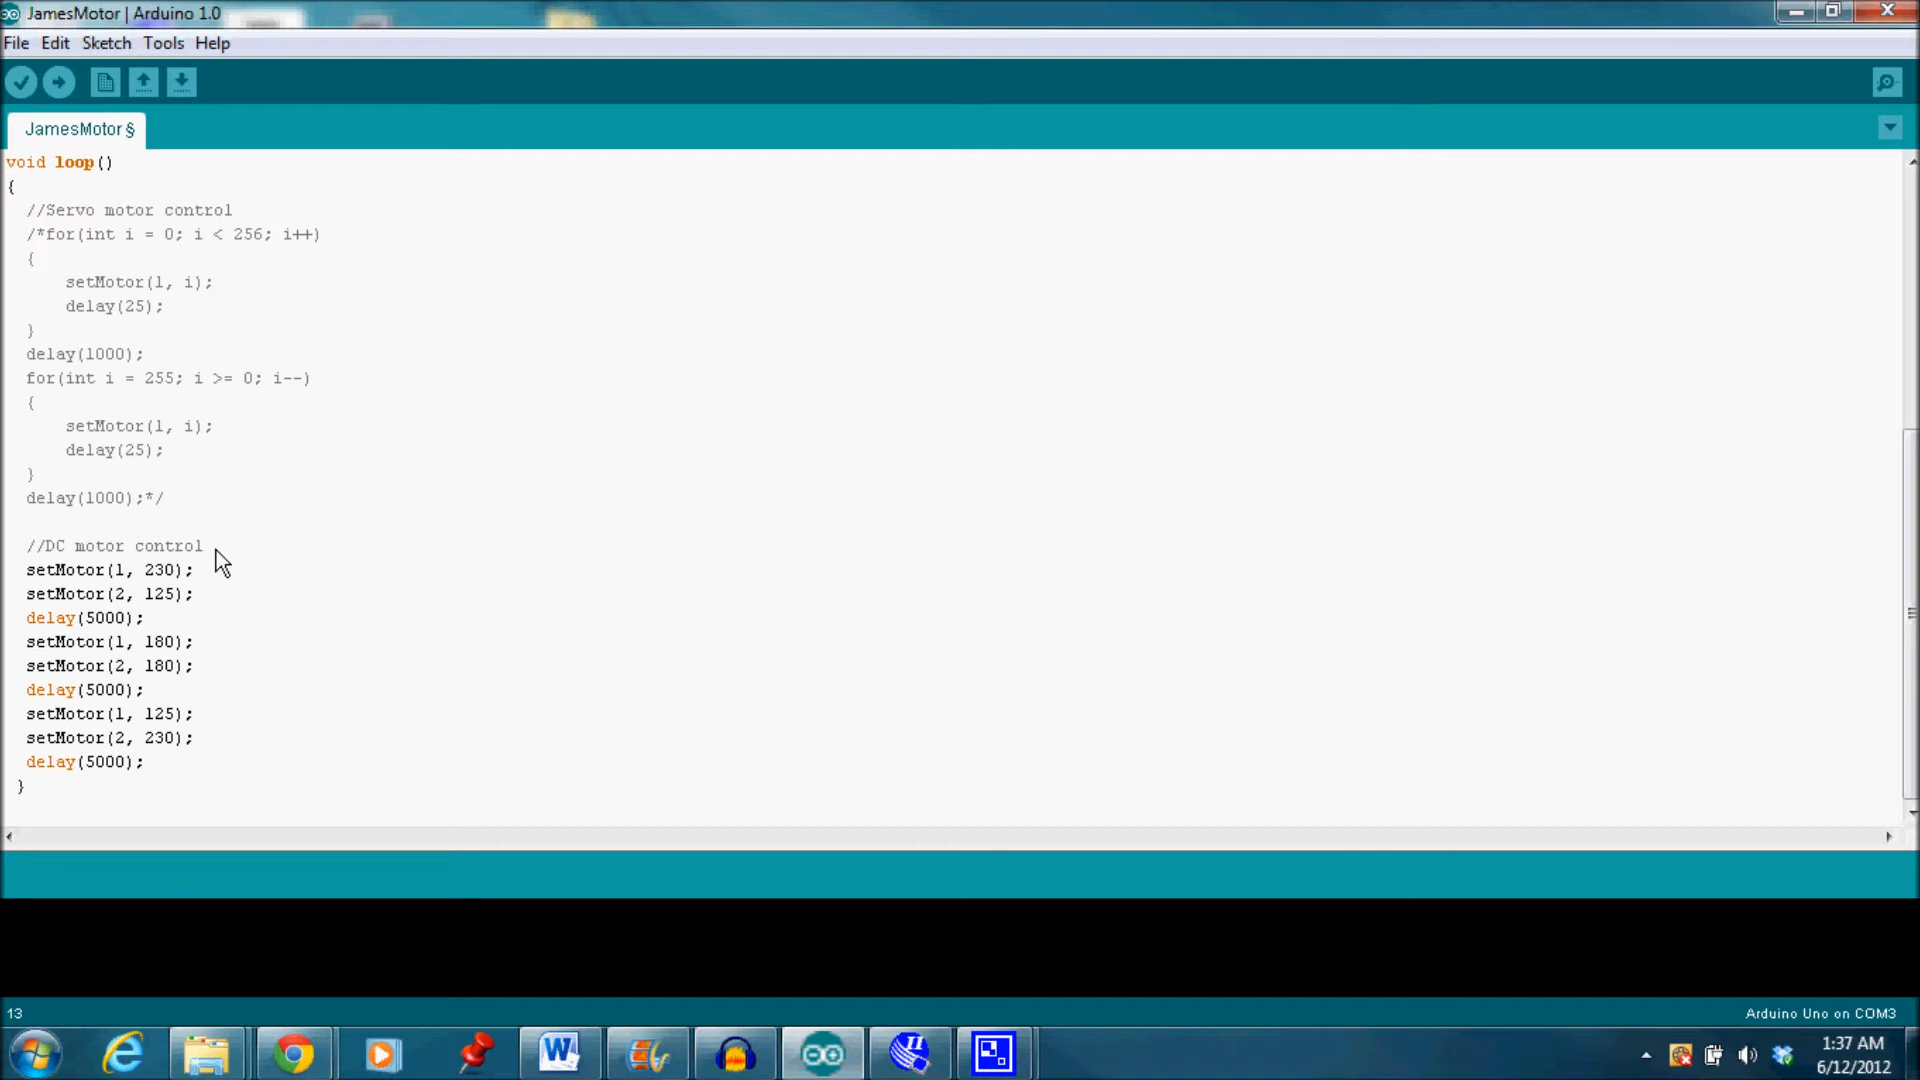 JamesMotor | Arduino 1.0
File Edit Sketch Tools Help
JamesMotor §
void loop()
{
//Servo motor control
/*for(int i = 0; i < 256; i++)
{
setMotor(1, i);
delay(25);
}
delay(1000);
for(int i = 255; i >= 0; i--)
{
setMotor(1, i);
delay(25);
}
delay(1000);*/
//DC motor control
setMotor(1, 230);
setMotor(2, 125);
delay(5000);
setMotor(1, 180);
setMotor(2, 180);
delay(5000);
setMotor(1, 125);
setMotor(2, 230);
delay(5000);
}
13
Arduino Uno on COM3
1:37 AM
6/12/2012